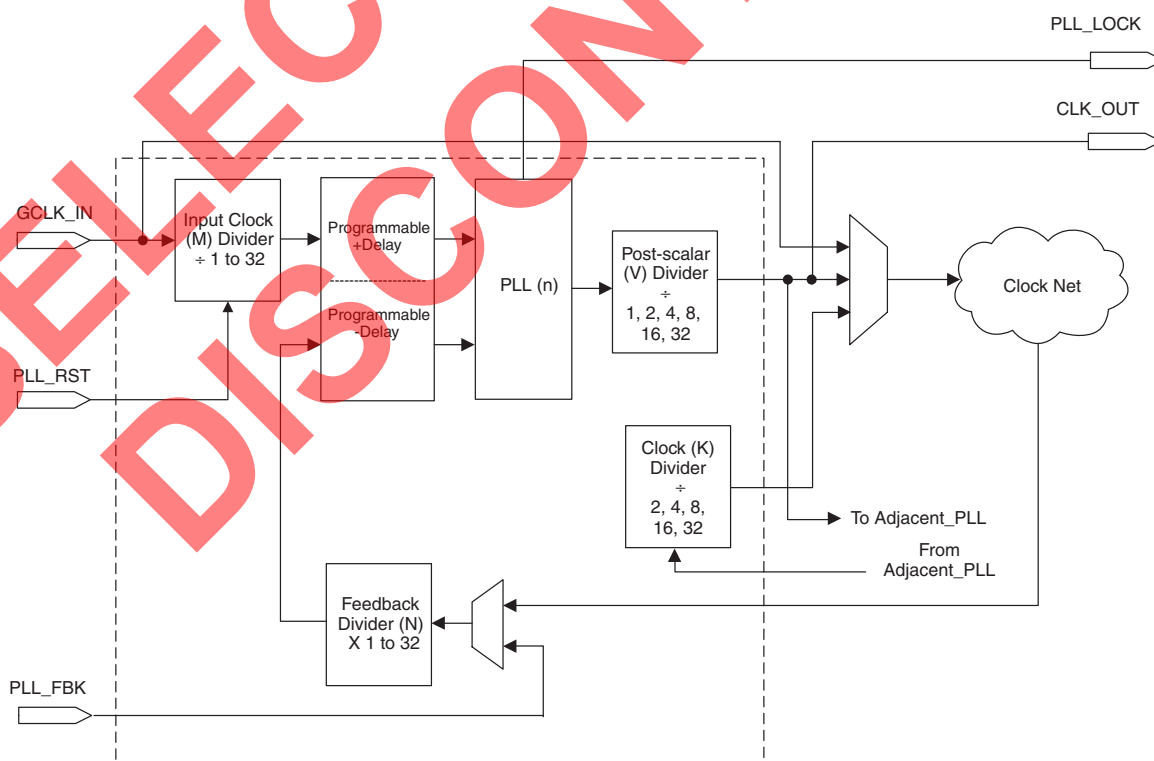 PLL_LOCK
CLK_OUT
GCLK_IN
Input Clock
(M) Divider
÷ 1 to 32
Programmable
+Delay
Programmable
-Delay
PLL (n)
Post-scalar
(V) Divider
÷
1, 2, 4, 8,
16, 32
Clock Net
PLL_RST
Clock (K)
Divider
÷
2, 4, 8,
16, 32
To Adjacent_PLL
From
Adjacent_PLL
Feedback
Divider (N)
X 1 to 32
PLL_FBK
ELEC
DISCON